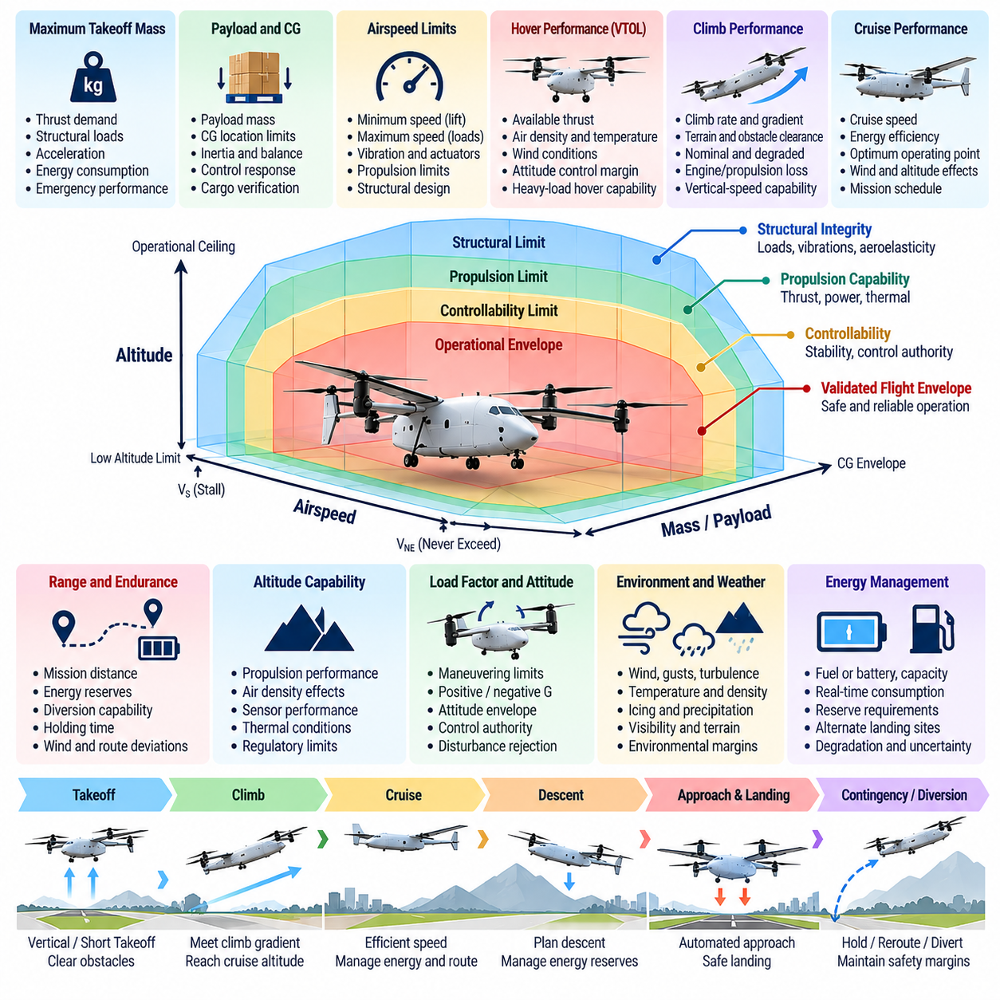 Maximum Takeoff Mass
kg
• Thrust demand
• Structural loads
• Acceleration
• Energy consumption
• Emergency performance
Payload and CG
• Payload mass
• CG location limits
• Inertia and balance
• Control response
• Cargo verification
Airspeed Limits
• Minimum speed (lift)
• Maximum speed (loads)
• Vibration and actuators
• Propulsion limits
• Structural design
Hover Performance (VTOL)
• Available thrust
• Air density and temperature
• Wind conditions
• Attitude control margin
• Heavy-load hover capability
Climb Performance
• Climb rate and gradient
• Terrain and obstacle clearance
• Nominal and degraded
• Engine/propulsion loss
• Vertical-speed capability
Cruise Performance
• Cruise speed
• Energy efficiency
• Optimum operating point
• Wind and altitude effects
• Mission schedule
Operational Ceiling
Altitude
Low Altitude Limit
VS (Stall)
Airspeed
VNE (Never Exceed)
Mass / Payload
CG Envelope
Structural Limit
Propulsion Limit
Controllability Limit
Operational Envelope
Structural Integrity
Loads, vibrations, aeroelasticity
Propulsion Capability
Thrust, power, thermal
Controllability
Stability, control authority
Validated Flight Envelope
Safe and reliable operation
Range and Endurance
• Mission distance
• Energy reserves
• Diversion capability
• Holding time
• Wind and route deviations
Altitude Capability
• Propulsion performance
• Air density effects
• Sensor performance
• Thermal conditions
• Regulatory limits
Load Factor and Attitude
• Maneuvering limits
• Positive / negative G
• Attitude envelope
• Control authority
• Disturbance rejection
Environment and Weather
• Wind, gusts, turbulence
• Temperature and density
• Icing and precipitation
• Visibility and terrain
• Environmental margins
Energy Management
• Fuel or battery, capacity
• Real-time consumption
• Reserve requirements
• Alternate landing sites
• Degradation and uncertainty
Takeoff
Vertical / Short Takeoff
Clear obstacles
Climb
Meet climb gradient
Reach cruise altitude
Cruise
Efficient speed
Manage energy and route
Descent
Plan descent
Manage energy reserves
Approach & Landing
Automated approach
Safe landing
Contingency / Diversion
Hold / Reroute / Divert
Maintain safety margins